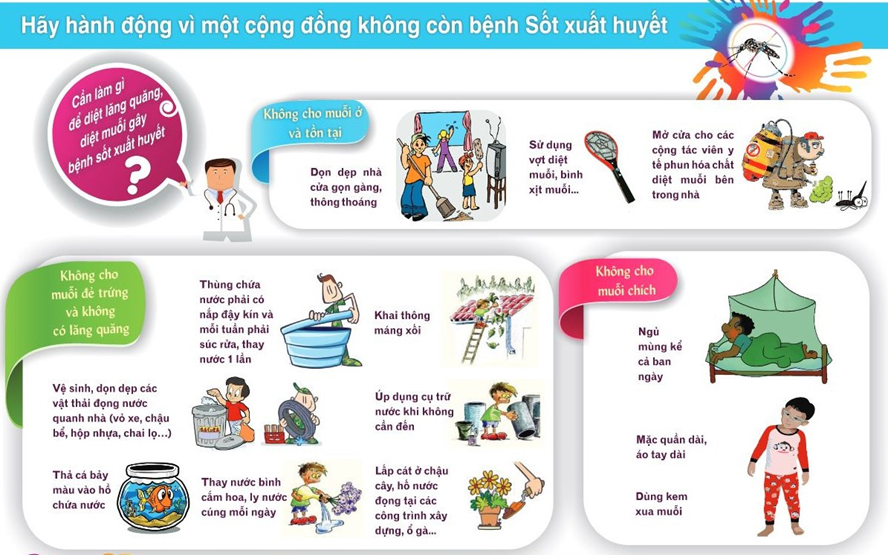 Hãy hành động vì một cộng đồng không còn bệnh Sốt xuất huyết
Cần làm gì
để diệt lăng quăng,
diệt muỗi gây
bệnh sốt xuất huyết
?
Không cho muỗi ở
và tồn tại
Dọn dẹp nhà
cửa gọn gàng,
thông thoáng
Sử dụng
vợt diệt
muỗi, bình
xịt muỗi...
Mở cửa cho các
cộng tác viên y
tế phun hóa chất
diệt muỗi bên
trong nhà
Không cho
muỗi đẻ trứng
và không
có lăng quăng
Thùng chứa
nước phải có
nắp đậy kín và
mỗi tuần phải
súc rửa, thay
nước 1 lần
Khai thông
máng xối
Vệ sinh, dọn dẹp các
vật thải đọng nước
quanh nhà (vỏ xe, chậu
bể, hộp nhựa, chai lọ...)
Úp dụng cụ trữ
nước khi không
cần đến
Thả cá bảy
màu vào hồ
chứa nước
Thay nước bình
cắm hoa, ly nước
cúng mỗi ngày
Lấp cát ở chậu
cây, hồ nước
đọng tại các
công trình xây
dựng, ổ gà...
Không cho
muỗi chích
Ngủ
mùng kể
cả ban
ngày
Mặc quần dài,
áo tay dài
Dùng kem
xua muỗi